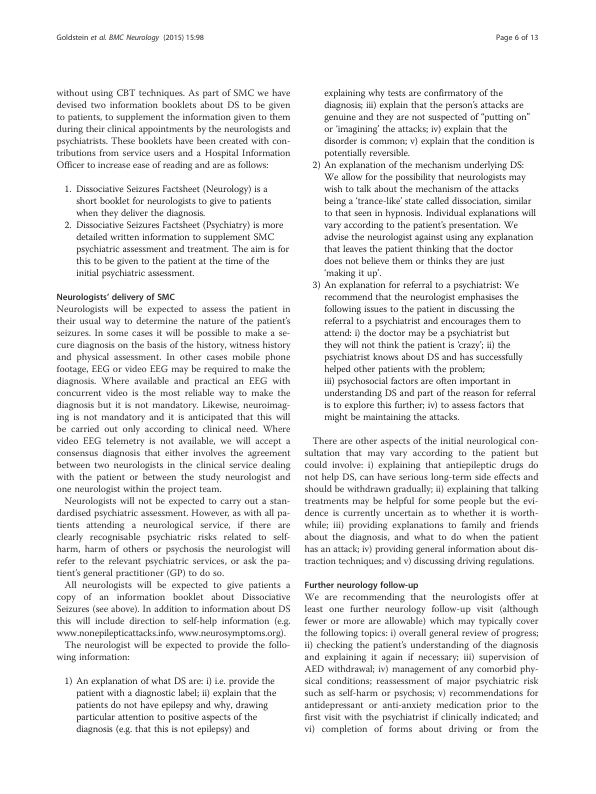 Goldstein et al. BMC Neurology (2015) 15:98
Page 6 of 13
without using CBT techniques. As part of SMC we have
devised two information booklets about DS to be given
to patients, to supplement the information given to them
during their clinical appointments by the neurologists and
psychiatrists. These booklets have been created with con-
tributions from service users and a Hospital Information
Officer to increase ease of reading and are as follows:
1. Dissociative Seizures Factsheet (Neurology) is a
short booklet for neurologists to give to patients
when they deliver the diagnosis.
2. Dissociative Seizures Factsheet (Psychiatry) is more
detailed written information to supplement SMC
psychiatric assessment and treatment. The aim is for
this to be given to the patient at the time of the
initial psychiatric assessment.
Neurologists' delivery of SMC
Neurologists will be expected to assess the patient in
their usual way to determine the nature of the patient's
seizures. In some cases it will be possible to make a se-
cure diagnosis on the basis of the history, witness history
and physical assessment. In other cases mobile phone
footage, EEG or video EEG may be required to make the
diagnosis. Where available and practical an EEG with
concurrent video is the most reliable way to make the
diagnosis but it is not mandatory. Likewise, neuroimag-
ing is not mandatory and it is anticipated that this will
be carried out only according to clinical need. Where
video EEG telemetry is not available, we will accept a
consensus diagnosis that either involves the agreement
between two neurologists in the clinical service dealing
with the patient or between the study neurologist and
one neurologist within the project team.
Neurologists will not be expected to carry out a stan-
dardised psychiatric assessment. However, as with all pa-
tients attending a neurological service, if there are
clearly recognisable psychiatric risks related to self-
harm, harm of others or psychosis the neurologist will
refer to the relevant psychiatric services, or ask the pa-
tient's general practitioner (GP) to do so.
All neurologists will be expected to give patients a
copy of an information booklet about Dissociative
Seizures (see above). In addition to information about DS
this will include direction to self-help information (e.g.
www.nonepilepticattacks.info, www.neurosymptoms.org).
The neurologist will be expected to provide the follo-
wing information:
1) An explanation of what DS are: i) i.e. provide the
patient with a diagnostic label; ii) explain that the
patients do not have epilepsy and why, drawing
particular attention to positive aspects of the
diagnosis (e.g. that this is not epilepsy) and
explaining why tests are confirmatory of the
diagnosis; iii) explain that the person's attacks are
genuine and they are not suspected of "putting on"
or 'imagining' the attacks; iv) explain that the
disorder is common; v) explain that the condition is
potentially reversible.
2) An explanation of the mechanism underlying DS:
We allow for the possibility that neurologists may
wish to talk about the mechanism of the attacks
being a 'trance-like' state called dissociation, similar
to that seen in hypnosis. Individual explanations will
vary according to the patient's presentation. We
advise the neurologist against using any explanation
that leaves the patient thinking that the doctor
does not believe them or thinks they are just
'making it up'.
3) An explanation for referral to a psychiatrist: We
recommend that the neurologist emphasises the
following issues to the patient in discussing the
referral to a psychiatrist and encourages them to
attend: i) the doctor may be a psychiatrist but
they will not think the patient is 'crazy'; ii) the
psychiatrist knows about DS and has successfully
helped other patients with the problem;
iii) psychosocial factors are often important in
understanding DS and part of the reason for referral
is to explore this further; iv) to assess factors that
might be maintaining the attacks.
There are other aspects of the initial neurological con-
sultation that may vary according to the patient but
could involve: i) explaining that antiepileptic drugs do
not help DS, can have serious long-term side effects and
should be withdrawn gradually; ii) explaining that talking
treatments may be helpful for some people but the evi-
dence is currently uncertain as to whether it is worth-
while; iii) providing explanations to family and friends
about the diagnosis, and what to do when the patient
has an attack; iv) providing general information about dis-
traction techniques; and v) discussing driving regulations.
Further neurology follow-up
We are recommending that the neurologists offer at
least one further neurology follow-up visit (although
fewer or more are allowable) which may typically cover
the following topics: i) overall general review of progress;
ii) checking the patient's understanding of the diagnosis
and explaining it again if necessary; iii) supervision of
AED withdrawal; iv) management of any comorbid phy-
sical conditions; reassessment of major psychiatric risk
such as self-harm or psychosis; v) recommendations for
antidepressant or anti-anxiety medication prior to the
first visit with the psychiatrist if clinically indicated; and
vi) completion of forms about driving or from the